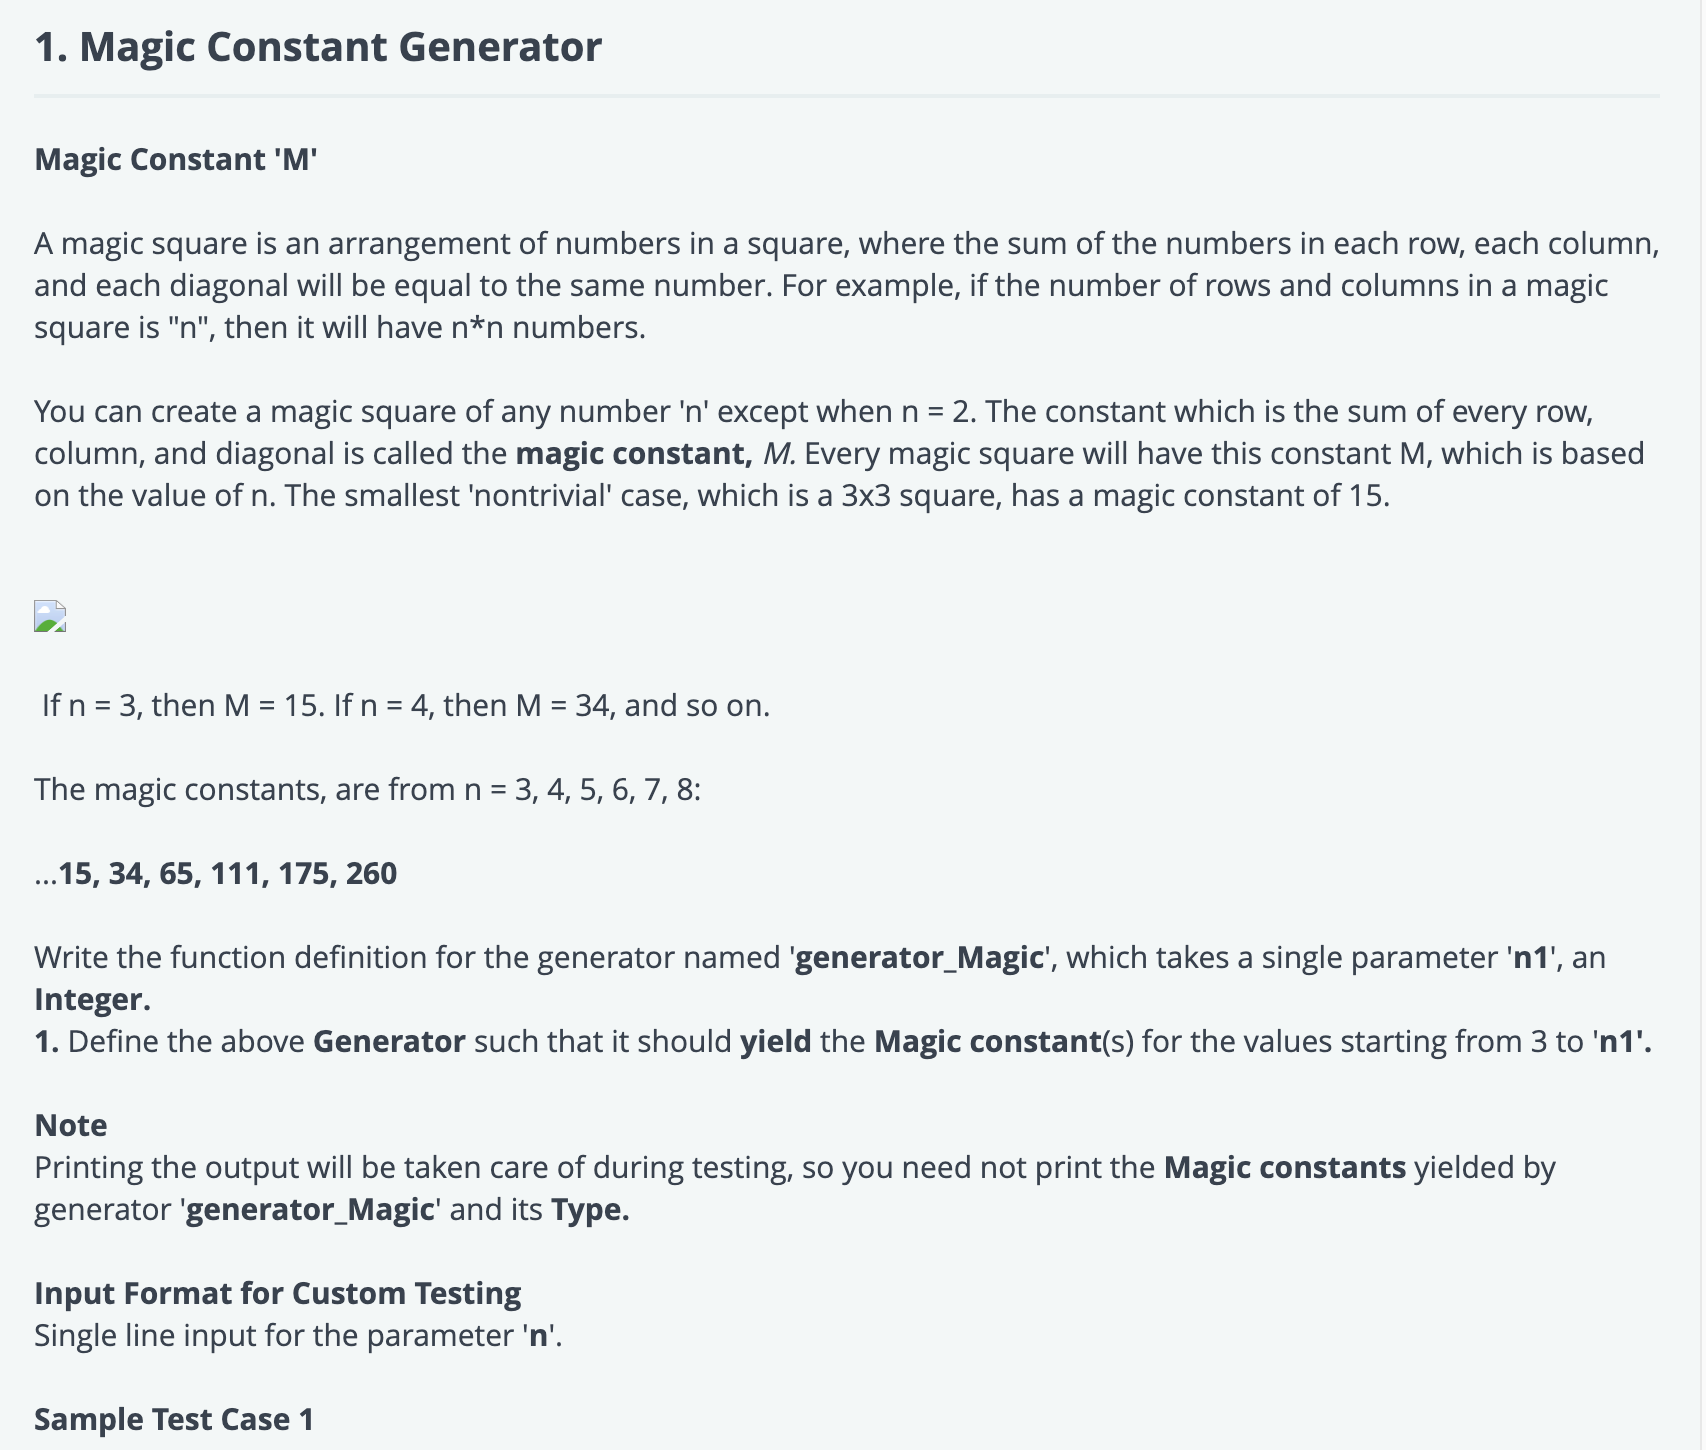 1. Magic Constant Generator
Magic Constant 'M'
A magic square is an arrangement of numbers in a square, where the sum of the numbers in each row, each column,
and each diagonal will be equal to the same number. For example, if the number of rows and columns in a magic
square is "n", then it will have n*n numbers.
You can create a magic square of any number 'n' except when n = 2. The constant which is the sum of every row,
column, and diagonal is called the magic constant, M. Every magic square will have this constant M, which is based
on the value of n. The smallest 'nontrivial' case, which is a 3x3 square, has a magic constant of 15.
If n = 3, then M = 15. If n = 4, then M = 34, and so on.
The magic constants, are from n = 3, 4, 5, 6, 7, 8:
...15, 34, 65, 111, 175, 260
Write the function definition for the generator named 'generator_Magic', which takes a single parameter 'n1', an
Integer.
1. Define the above Generator such that it should yield the Magic constant(s) for the values starting from 3 to 'n1'.
Note
Printing the output will be taken care of during testing, so you need not print the Magic constants yielded by
generator 'generator_Magic' and its Type.
Input Format for Custom Testing
Single line input for the parameter 'n'.
Sample Test Case 1